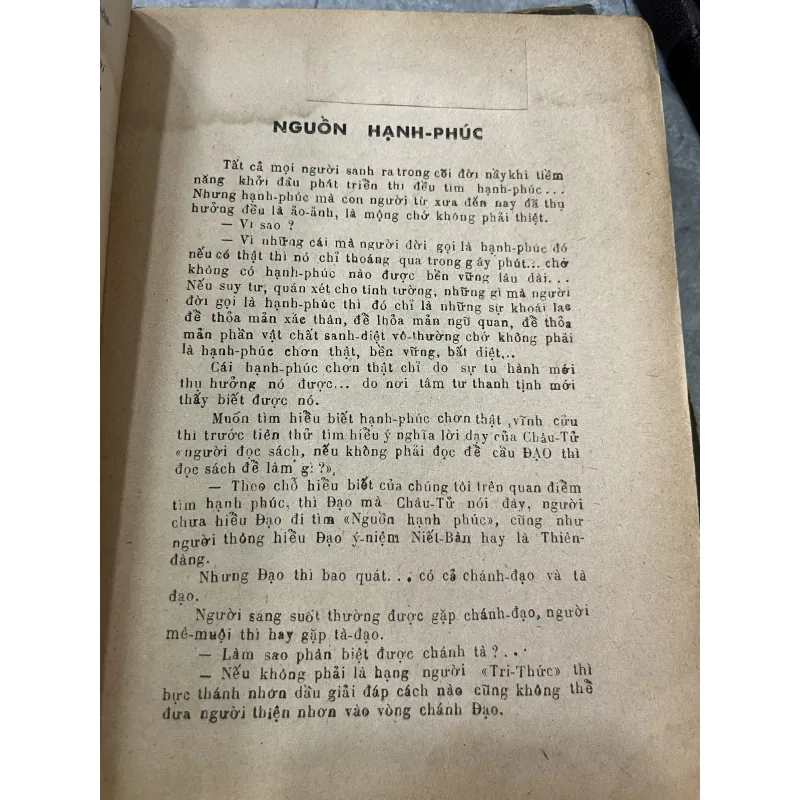 NGUỒN HẠNH-PHÚC
Tất cả mọi người sanh ra trong cõi đời nầy khi tiềm
năng khởi đầu phát triển thì đều tìm hạnh-phúc...
Nhưng hạnh-phúc mà con người từ xưa đến nay đã thụ
hưởng đều là ảo-ảnh, là mộng chớ không phải thiệt.
— Vì sao ?
— Vì những cái mà người đời gọi là hạnh-phúc đó
nếu có thật thì nó chỉ thoáng qua trong g ây phút... chớ
không có hạnh-phúc nào được bền vững lâu dài...
Nếu suy tư, quán xét cho tinh tường, những gì mà người
đời gọi là hạnh-phúc thì đó chỉ là những sự khoái lạc
để thỏa mản xác thân, để thỏa mản ngũ quan, để thỏa
mản phần vật chất sanh-diệt vô-thường chớ không phải
là hạnh-phúc chơn thật, bền vững, bất diệt...
Cái hạnh-phúc chơn thật chỉ do sự tu hành mới
thụ hưởng nó được... do nơi tâm tư thanh tịnh mới
thấy biết được nó.
Muốn tìm hiểu biết hạnh-phúc chơn thật ,vĩnh cửu
thì trước tiên thử tìm hiểu ý nghĩa lời dạy của Châu-Tử
«người đọc sách, nếu không phải đọc để cầu ĐẠO thì
đọc sách để làm gì ?».
— Theo chỗ hiểu biết của chúng tôi trên quan điểm
tìm hạnh phúc, thì Đạo mà Châu-Tử nói đây, người
chưa hiểu Đạo đi tìm «Nguồn hạnh phúc», cũng như
người thông hiểu Đạo ý-niệm Niết-Bàn hay là Thiên-
đàng.
Nhưng Đạo thì bao quát... có cả chánh-đạo và tà
đạo.
Người sáng suốt thường được gặp chánh-đạo, người
mê-muội thì hay gặp tà-đạo.
— Làm sao phân biệt được chánh tà ?...
— Nếu không phải là hạng người «Tri-Thức» thì
bực thánh nhơn dầu giải đáp cách nào cũng không thể
đưa người thiện nhơn vào vòng chánh Đạo.